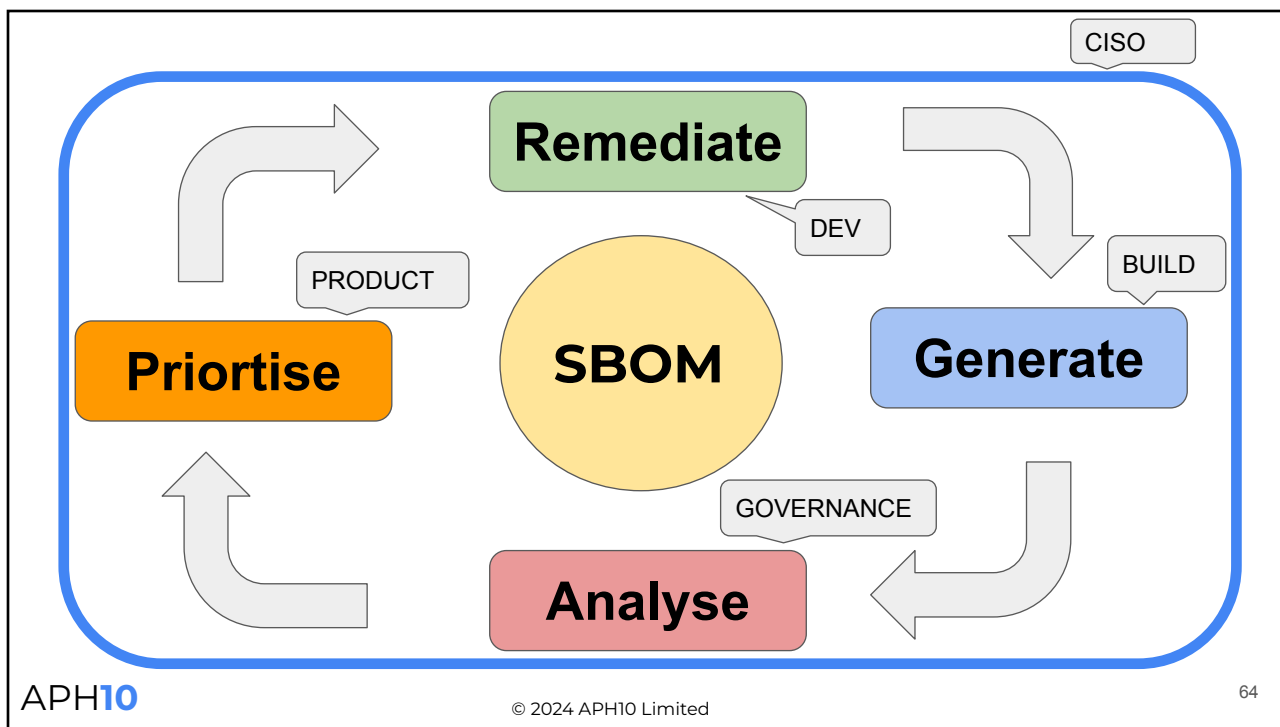 CISO
Remediate
DEV
BUILD
PRODUCT
Priortise
SBOM
Generate
GOVERNANCE
Analyse
APH10
© 2024 APH10 Limited
64